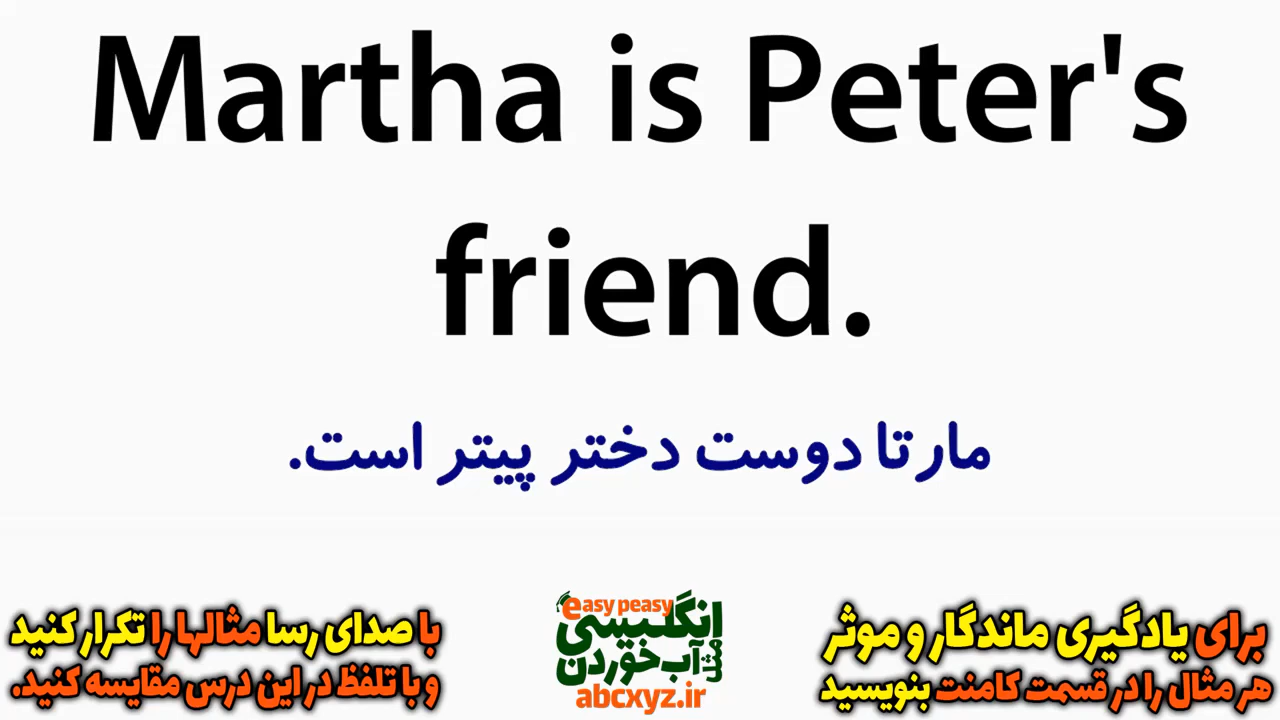 Martha is Peter's
friend.
مارتا دوست دختر پیتر است.
برای یادگیری ماندگار و موثر
هر مثال را در قسمت کامنت بنویسید
easy peasy
انگلیسی
مثل آب خوردن
abcxyz.ir
با صدای رسا مثالها را تکرار کنید
و با تلفظ در این درس مقایسه کنید.